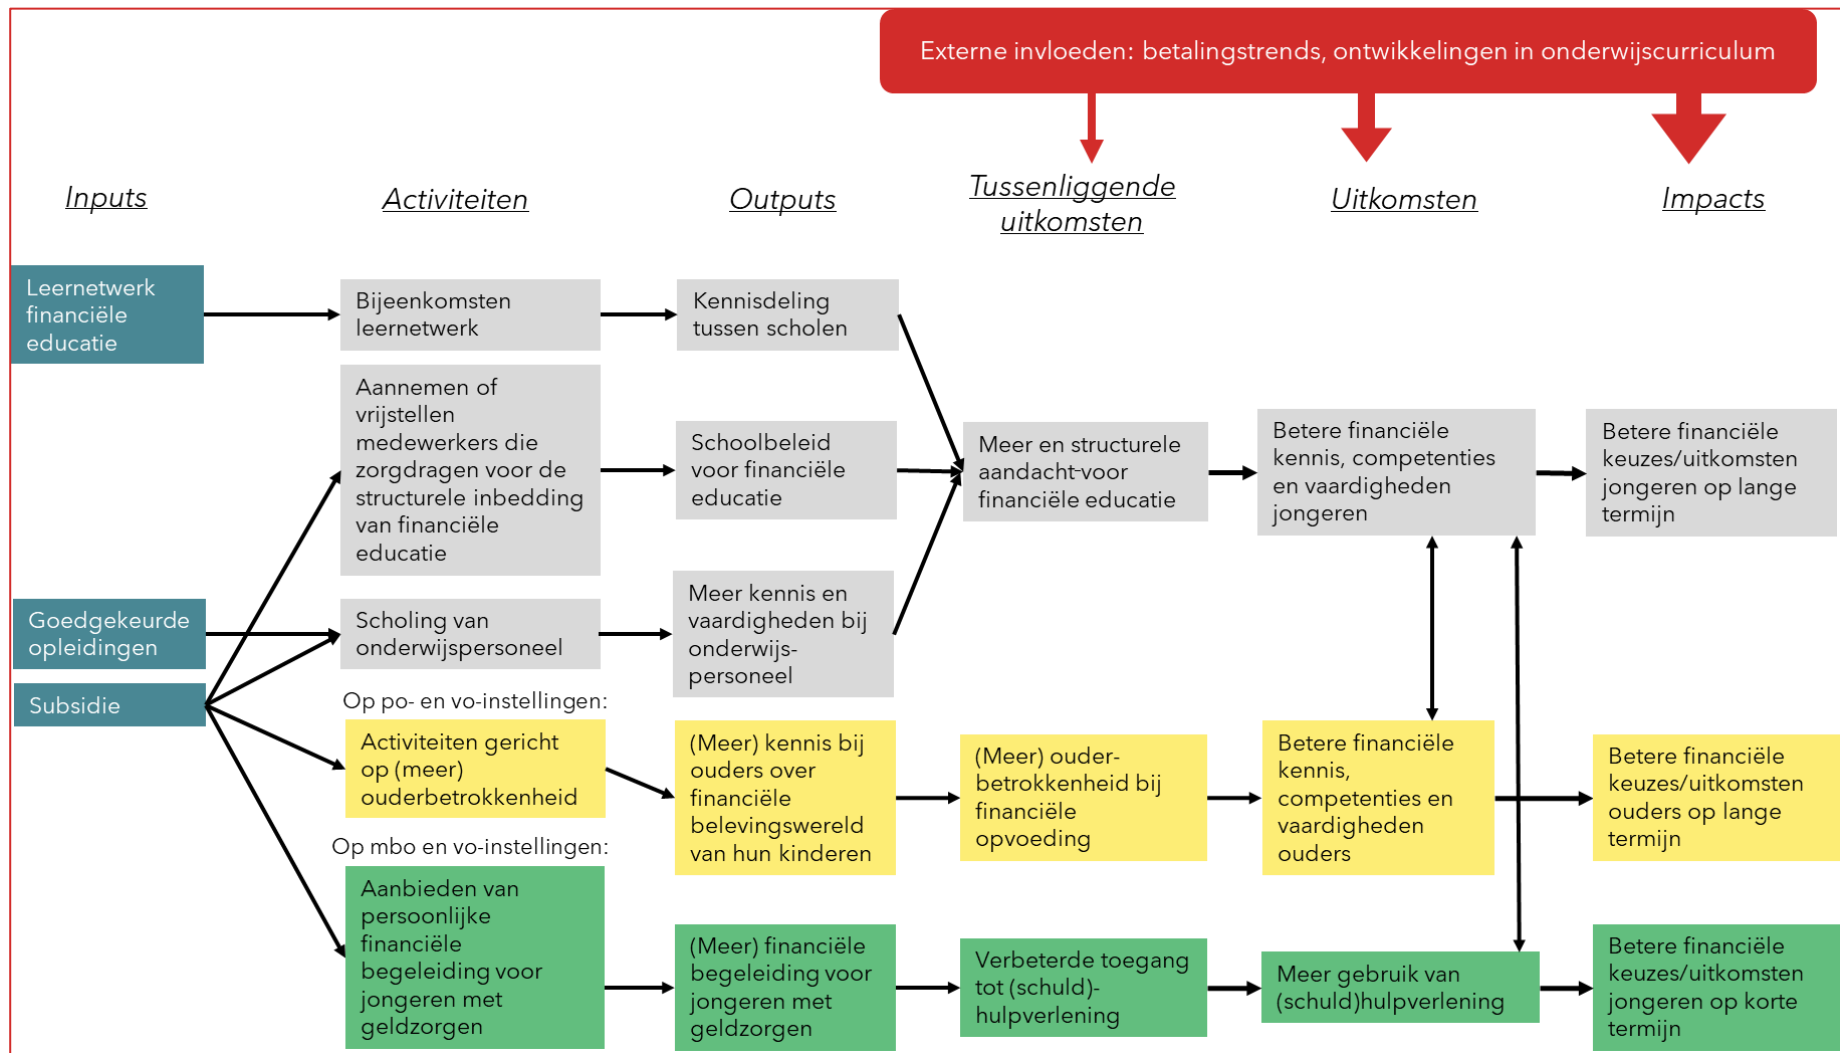 Externe invloeden: betalingstrends, ontwikkelingen in onderwijscurriculum
Inputs
Activiteiten
Outputs
Tussenliggende
uitkomsten
Uitkomsten
Impacts
Leernetwerk
financiële
educatie
Bijeenkomsten
leernetwerk
Kennisdeling
tussen scholen
Aannemen of
vrijstellen
medewerkers die
zorgdragen voor de
structurele inbedding
van financiële
educatie
Schoolbeleid
voor financiële
educatie
Meer en structurele
aandacht voor
financiële educatie
Betere financiële
kennis, competenties
en vaardigheden
jongeren
Betere financiële
keuzes/uitkomsten
jongeren op lange
termijn
Goedgekeurde
opleidingen
Scholing van
onderwijspersoneel
Meer kennis en
vaardigheden bij
onderwijs-
personeel
Subsidie
Op po- en vo-instellingen:
Activiteiten gericht
op (meer)
ouderbetrokkenheid
(Meer) kennis bij
ouders over
financiële
belevingswereld
van hun kinderen
(Meer) ouder-
betrokkenheid bij
financiële
opvoeding
Betere financiële
kennis,
competenties en
vaardigheden
ouders
Betere financiële
keuzes/uitkomsten
ouders op lange
termijn
Op mbo en vo-instellingen:
Aanbieden van
persoonlijke
financiële
begeleiding voor
jongeren met
geldzorgen
(Meer) financiële
begeleiding voor
jongeren met
geldzorgen
Verbeterde toegang
tot (schuld)-
hulpverlening
Meer gebruik van
(schuld)hulpverlening
Betere financiële
keuzes/uitkomsten
jongeren op korte
termijn